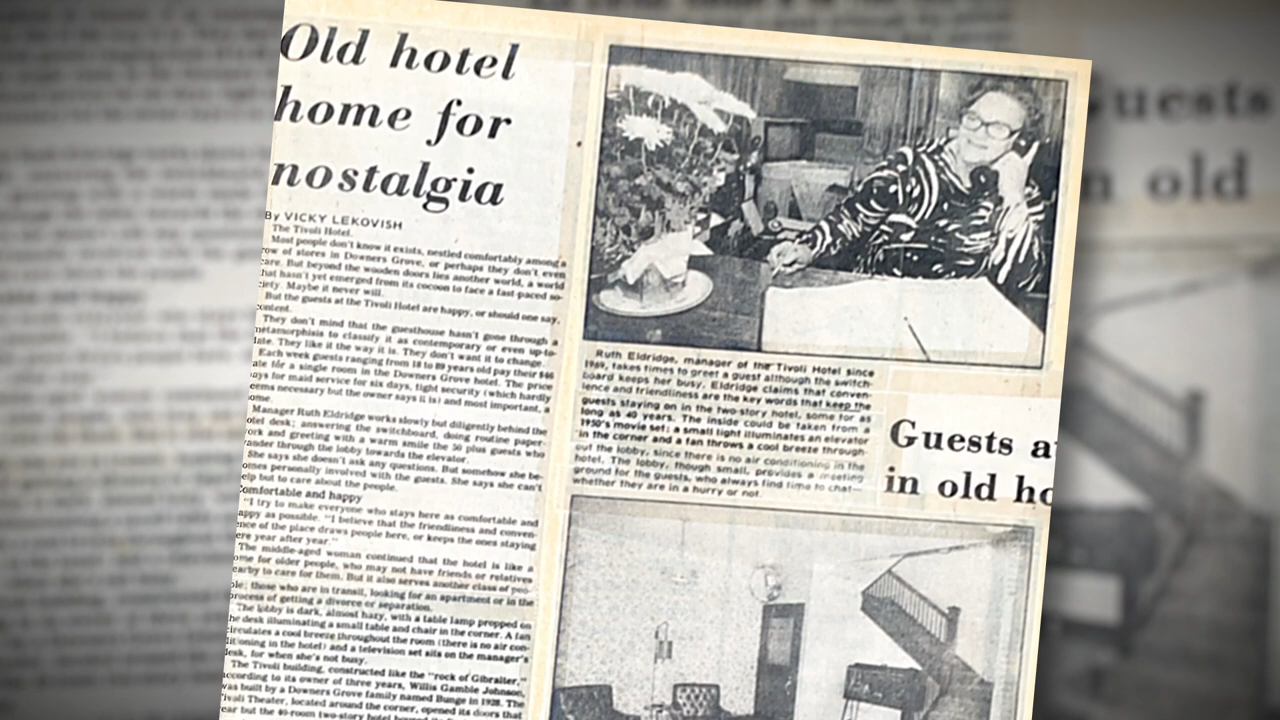 Old hotel
home for
nostalgia
By VICKY LEKOVISH
The Tivoli Hotel.
Most people don't know it exists, nestled comfortably among a
row of stores in Downers Grove, or perhaps they don't even
care. But beyond the wooden doors lies another world, a world
that hasn't yet emerged from its cocoon to face a fast-paced so-
ciety. Maybe it never will.
But the guests at the Tivoli Hotel are happy, or should one say,
content.
They don't mind that the guesthouse hasn't gone through a
metamorphisis to classify it as contemporary or even up-to-
date. They like it the way it is. They don't want it to change.
Each week guests ranging from 18 to 89 years old pay their $46
rate for a single room in the Downers Grove hotel. The price
pays for maid service for six days, tight security (which hardly
seems necessary but the owner says it is) and most important, a
home.
Manager Ruth Eldridge works slowly but diligently behind the
hotel desk; answering the switchboard, doing routine paper-
work and greeting with a warm smile the 50 plus guests who
wander through the lobby towards the elevator.
She says she doesn't ask any questions. But somehow she be-
comes personally involved with the guests. She says she can't
help but to care about the people.
Comfortable and happy
"I try to make everyone who stays here as comfortable and
happy as possible. "I believe that the friendliness and conven-
ence of the place draws people here, or keeps the ones staying
here year after year."
The middle-aged woman continued that the hotel is like a
home for older people, who may not have friends or relatives
nearby to care for them. But it also serves another class of peo-
ple: those who are in transit, looking for an apartment or in the
process of getting a divorce or separation.
The lobby is dark, almost hazy, with a table lamp propped on
the desk illuminating a small table and chair in the corner. A fan
circulates a cool breeze throughout the room (there is no air con-
ditioning in the hotel) and a television set sits on the manager's
desk, for when she's not busy.
The Tivoli building, constructed like the "rock of Gibralter,"
according to its owner of three years, Willis Gamble Johnson,
was built by a Downers Grove family named Bunge in 1928. The
Tivoli Theater, located around the corner, opened its doors that
year but the 40-room two-story hotel
Ruth Eldridge, manager of the Tivoli Hotel since
1969, takes times to greet a guest although the switch-
board keeps her busy. Eldridge claims that conven-
ience and friendliness are the key words that keep the
guests staying on in the two-story hotel, some for as
long as 40 years. The inside could be taken from a
1930's movie set: a small light illuminates an elevator
in the corner and a fan throws a cool breeze through-
out the lobby, since there is no air conditioning in the
hotel. The lobby, though small, provides a meeting
ground for the guests, who always find time to chat—
whether they are in a hurry or not.
Guests a
in old ho
uests
old